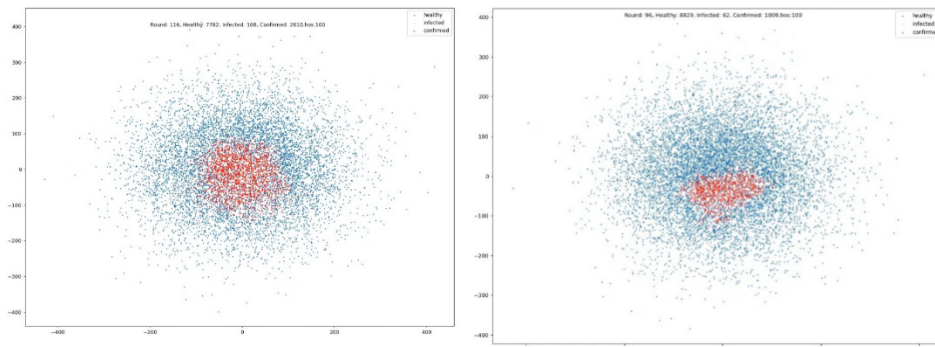 Round: 116, Healthy: 7782, Infected: 108, Confirmed: 2010,hos:100
healthy
infected
confirmed
400
300
200
100
0
−100
−200
−300
−400
−400
−200
0
200
400
Round: 96, Healthy: 8829, Infected: 62, Confirmed: 1009,hos:100
healthy
infected
confirmed
400
300
200
100
0
−100
−200
−300
−400